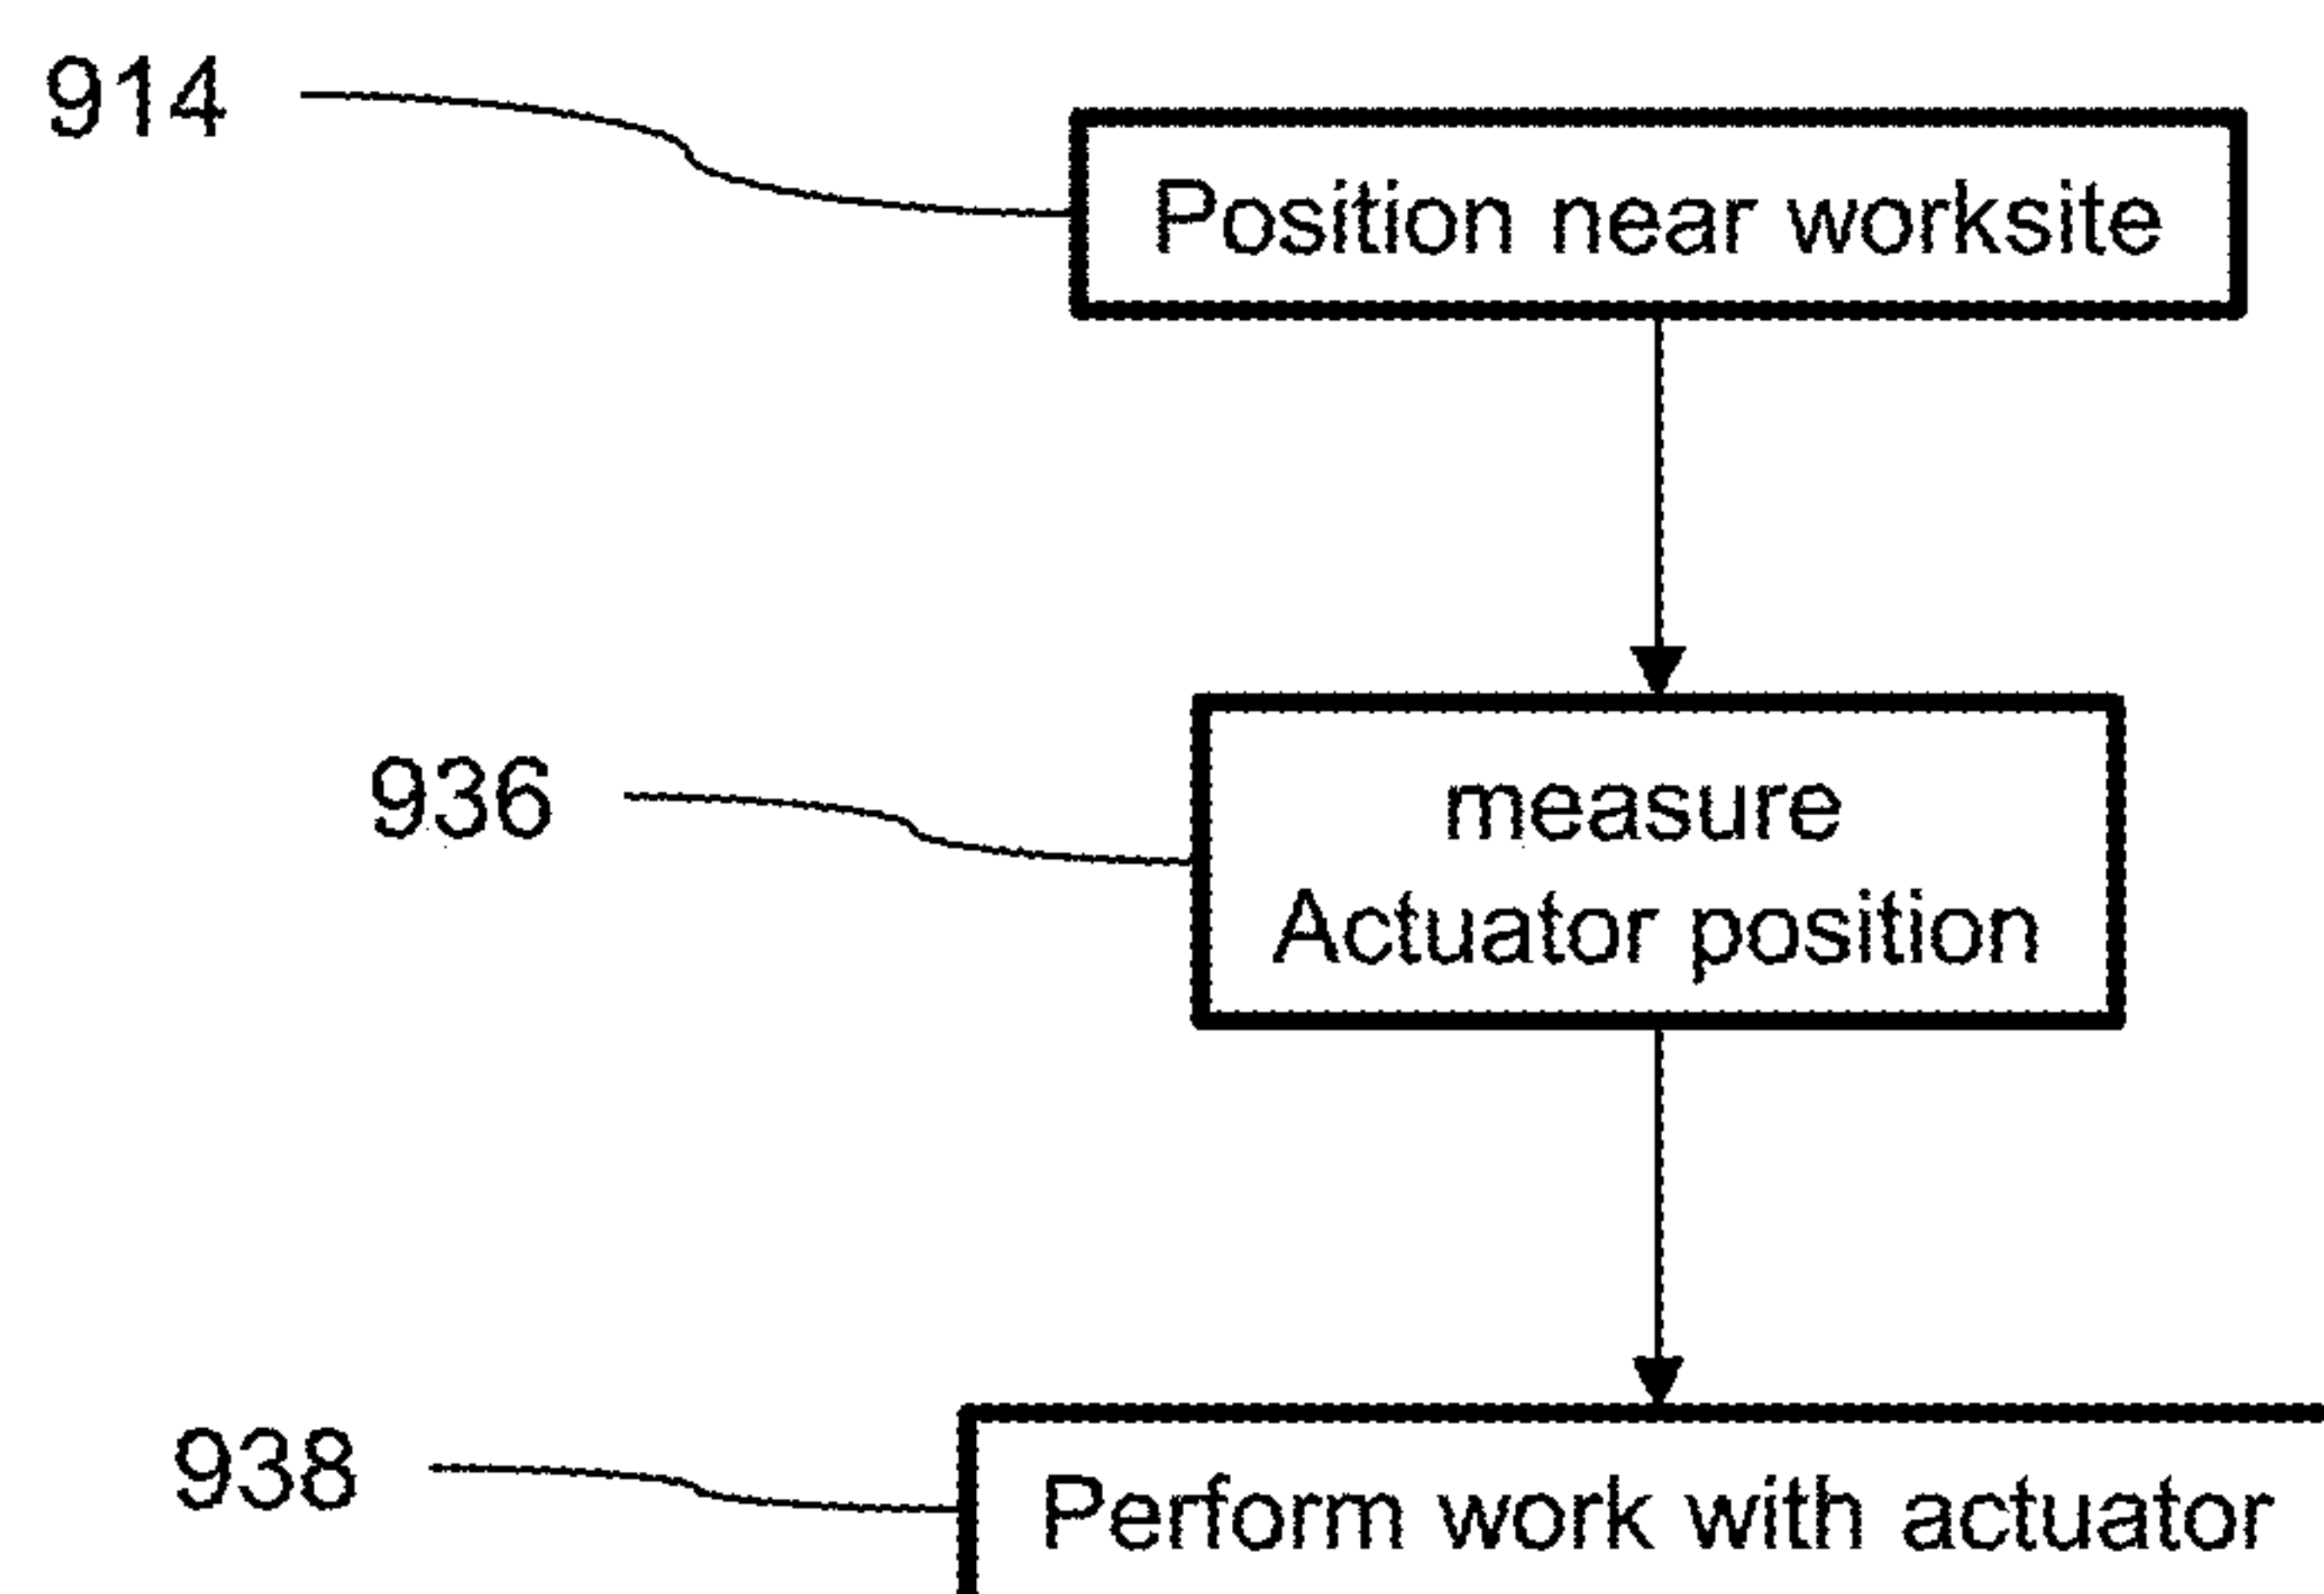 914
Position near worksite
936
measure
Actuator position
938
Perform work with actuator